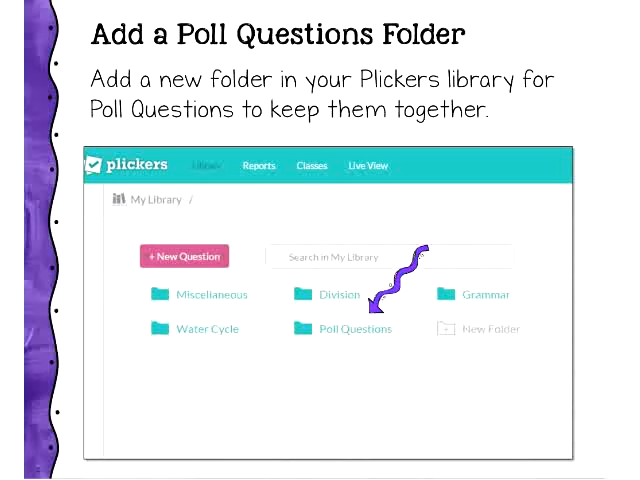 Add a Poll Questions Folder
Add a new folder in your Plickers library for
Poll Questions to keep them together.
plickers Library Reports Classes Live View
My Library /
+ New Question Search in My Library
Miscellaneous Division Grammar
Water Cycle Poll Questions New Folder